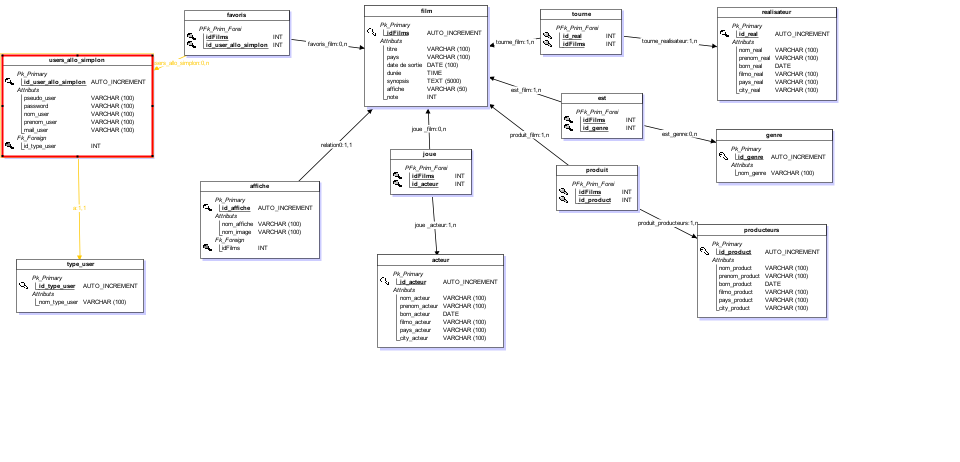 favoris
PFk_Prim_Forei
idFilms INT
id_user_allo_simplon INT
film
Pk_Primary
idFilms AUTO_INCREMENT
Attributs
titre VARCHAR (100)
pays VARCHAR (100)
date de sortie DATE (100)
durée TIME
synopsis TEXT (5000)
affiche VARCHAR (50)
_note INT
tourne
PFk_Prim_Forei
id_real INT
idFilms INT
realisateur
Pk_Primary
id_real AUTO_INCREMENT
Attributs
nom_real VARCHAR (100)
prenom_real VARCHAR (100)
born_real DATE
filmo_real VARCHAR (100)
pays_real VARCHAR (100)
city_real VARCHAR (100)
favoris_film:0,n
tourne_film:1,n
tourne_realisateur:1,n
users_allo_simplon
Pk_Primary
id_user_allo_simplon AUTO_INCREMENT
Attributs
pseudo_user VARCHAR (100)
password VARCHAR (100)
nom_user VARCHAR (100)
prenom_user VARCHAR (100)
mail_user VARCHAR (100)
Fk_Foreign
id_type_user INT
est_film:1,n
est
PFk_Prim_Forei
idFilms INT
id_genre INT
est_genre:0,n
genre
Pk_Primary
id_genre AUTO_INCREMENT
Attributs
_nom_genre VARCHAR (100)
relation0:1,1
joue _film:0,n
produit_film:1,n
joue
PFk_Prim_Forei
idFilms INT
id_acteur INT
produit
PFk_Prim_Forei
idFilms INT
id_product INT
affiche
Pk_Primary
id_affiche AUTO_INCREMENT
Attributs
nom_affiche VARCHAR (100)
nom_image VARCHAR (100)
Fk_Foreign
idFilms INT
a:1,1
joue _acteur:1,n
produit_producteurs:1,n
producteurs
Pk_Primary
id_product AUTO_INCREMENT
Attributs
nom_product VARCHAR (100)
prenom_product VARCHAR (100)
born_product DATE
filmo_product VARCHAR (100)
pays_product VARCHAR (100)
_city_product VARCHAR (100)
type_user
Pk_Primary
id_type_user AUTO_INCREMENT
Attributs
_nom_type_user VARCHAR (100)
acteur
Pk_Primary
id_acteur AUTO_INCREMENT
Attributs
nom_acteur VARCHAR (100)
prenom_acteur VARCHAR (100)
born_acteur DATE
filmo_acteur VARCHAR (100)
pays_acteur VARCHAR (100)
_city_acteur VARCHAR (100)